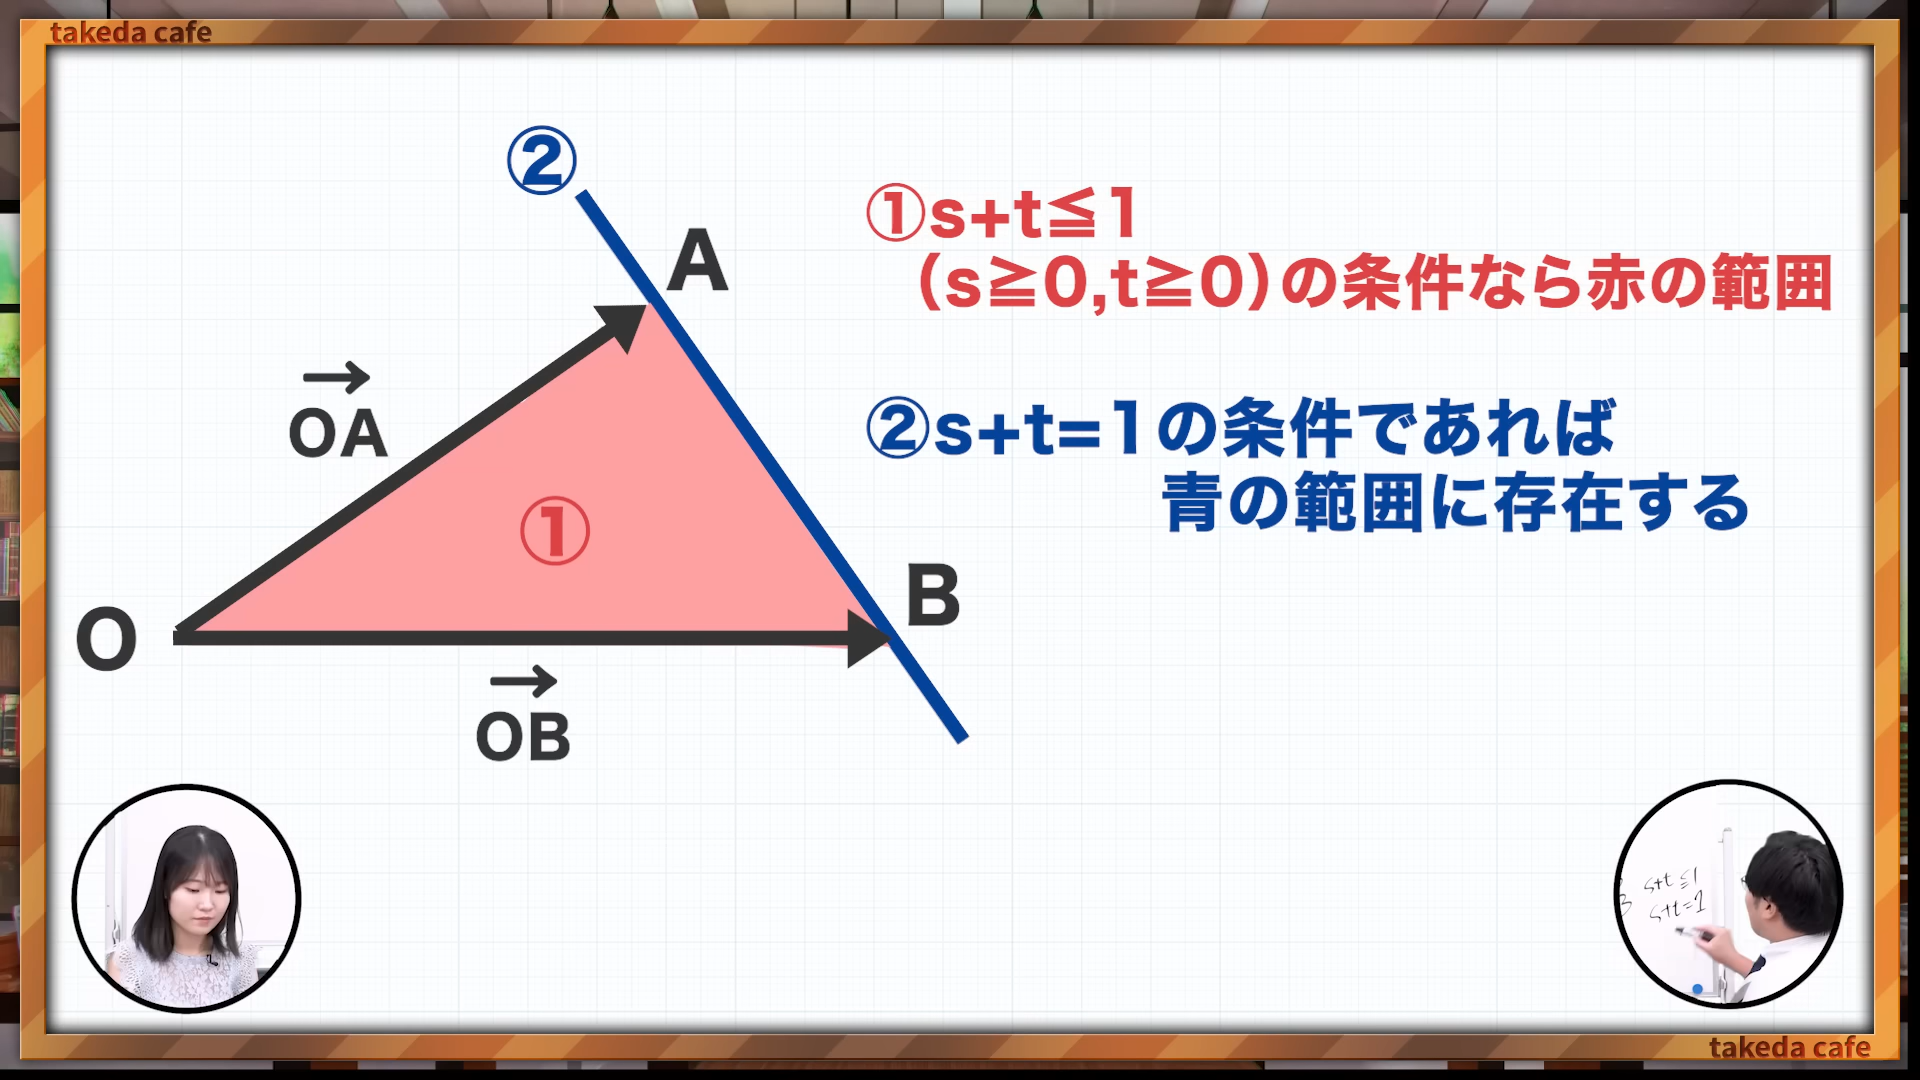 takeda cafe
②
A
①s+t≦1
(s≧0,t≧0)の条件なら赤の範囲
→
OA
②s+t=1の条件であれば
青の範囲に存在する
①
B
O
→
OB
s+t≦1
s+t=1
takeda cafe